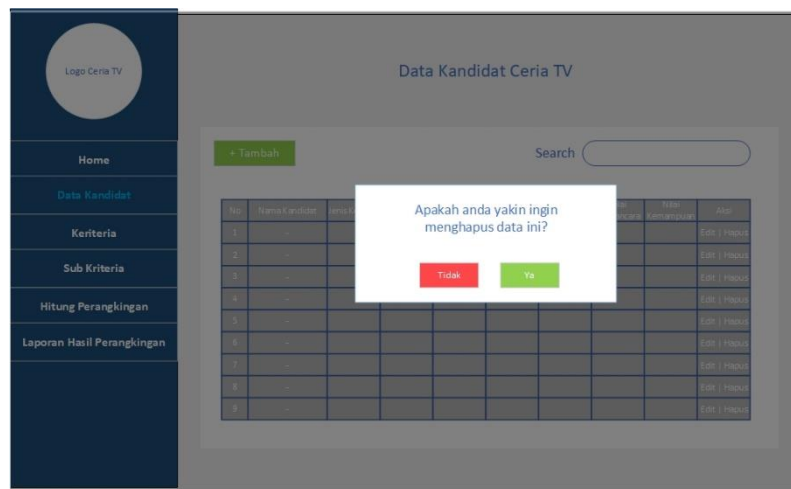 Logo Ceria TV
Data Kandidat Ceria TV
Home
Data Kandidat
Keriteria
Sub Kriteria
Hitung Perangkingan
Laporan Hasil Perangkingan
+ Tambah
Search
No Nama Kandidat Nilai Kemampuan Aksi
1 - Edit | Hapus
2 - Edit | Hapus
3 - Edit | Hapus
4 - Edit | Hapus
5 - Edit | Hapus
6 - Edit | Hapus
7 - Edit | Hapus
8 - Edit | Hapus
9 - Edit | Hapus
Apakah anda yakin ingin
menghapus data ini?
Tidak Ya